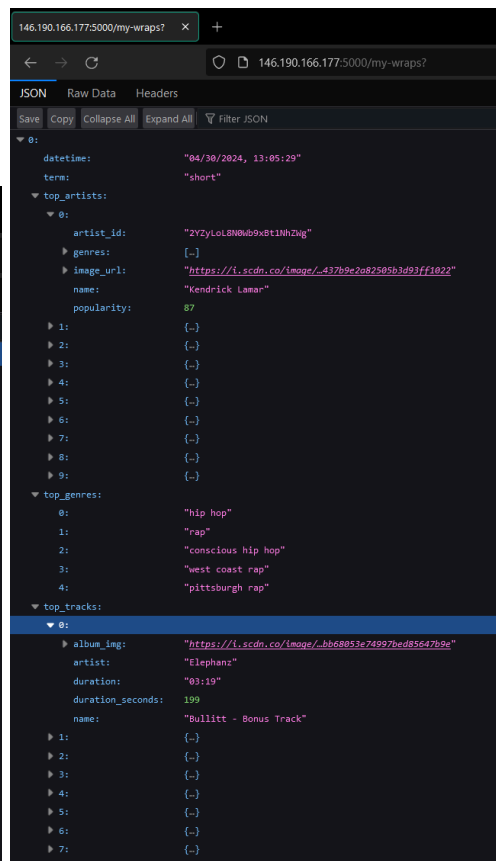 146.190.166.177:5000/my-wraps?
146.190.166.177:5000/my-wraps?
JSON Raw Data Headers
Save Copy Collapse All Expand All Filter JSON
0:
datetime: "04/30/2024, 13:05:29"
term: "short"
top_artists:
0:
artist_id: "2YZyLoL8N0Wb9xBt1NhZWg"
genres: […]
image_url: "https://i.scdn.co/image/…437b9e2a82505b3d93ff1022"
name: "Kendrick Lamar"
popularity: 87
1: {…}
2: {…}
3: {…}
4: {…}
5: {…}
6: {…}
7: {…}
8: {…}
9: {…}
top_genres:
0: "hip hop"
1: "rap"
2: "conscious hip hop"
3: "west coast rap"
4: "pittsburgh rap"
top_tracks:
0:
album_img: "https://i.scdn.co/image/…bb68053e74997bed85647b9e"
artist: "Elephanz"
duration: "03:19"
duration_seconds: 199
name: "Bullitt - Bonus Track"
1: {…}
2: {…}
3: {…}
4: {…}
5: {…}
6: {…}
7: {…}